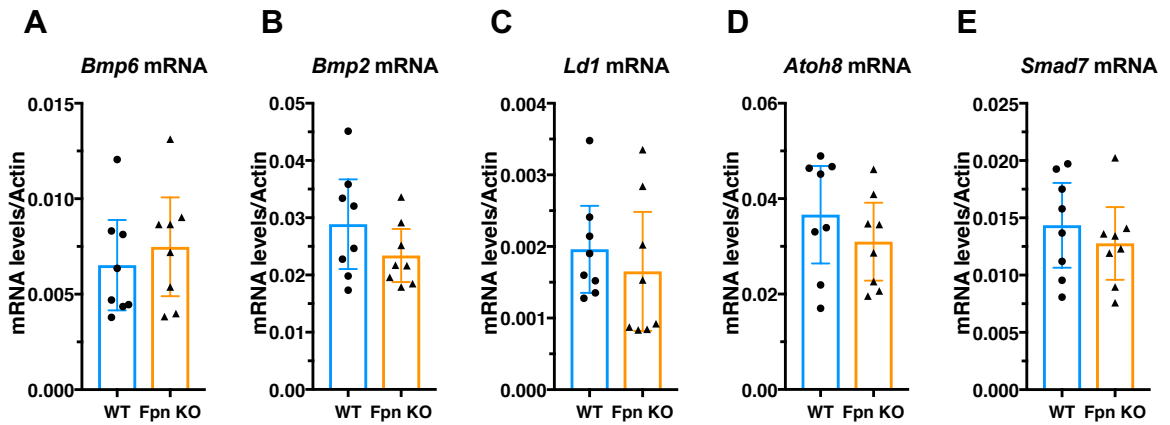 A
Bmp6 mRNA
mRNA levels/Actin
0.015
0.010
0.005
0.000
WT Fpn KO
B
Bmp2 mRNA
mRNA levels/Actin
0.05
0.04
0.03
0.02
0.01
0.00
WT Fpn KO
C
Ld1 mRNA
mRNA levels/Actin
0.004
0.003
0.002
0.001
0.000
WT Fpn KO
D
Atoh8 mRNA
mRNA levels/Actin
0.06
0.04
0.02
0.00
WT Fpn KO
E
Smad7 mRNA
mRNA levels/Actin
0.025
0.020
0.015
0.010
0.005
0.000
WT Fpn KO